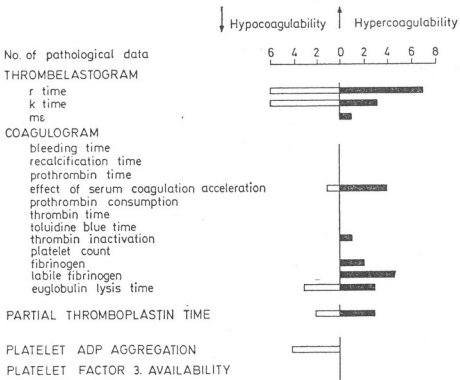 Hypocoagulability Hypercoagulability
No. of pathological data 6 4 2 0 2 4 6 8
THROMBELASTOGRAM
r time
k time
mε
COAGULOGRAM
bleeding time
recalcification time
prothrombin time
effect of serum coagulation acceleration
prothrombin consumption
thrombin time
toluidine blue time
thrombin inactivation
platelet count
fibrinogen
labile fibrinogen
euglobulin lysis time
PARTIAL THROMBOPLASTIN TIME
PLATELET ADP AGGREGATION
PLATELET FACTOR 3. AVAILABILITY